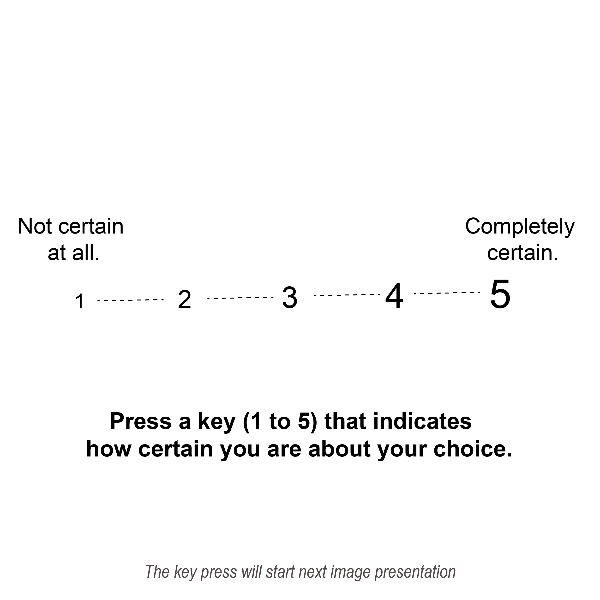 Not certain
at all.
Completely
certain.
1 2 3 4 5
Press a key (1 to 5) that indicates
how certain you are about your choice.
The key press will start next image presentation